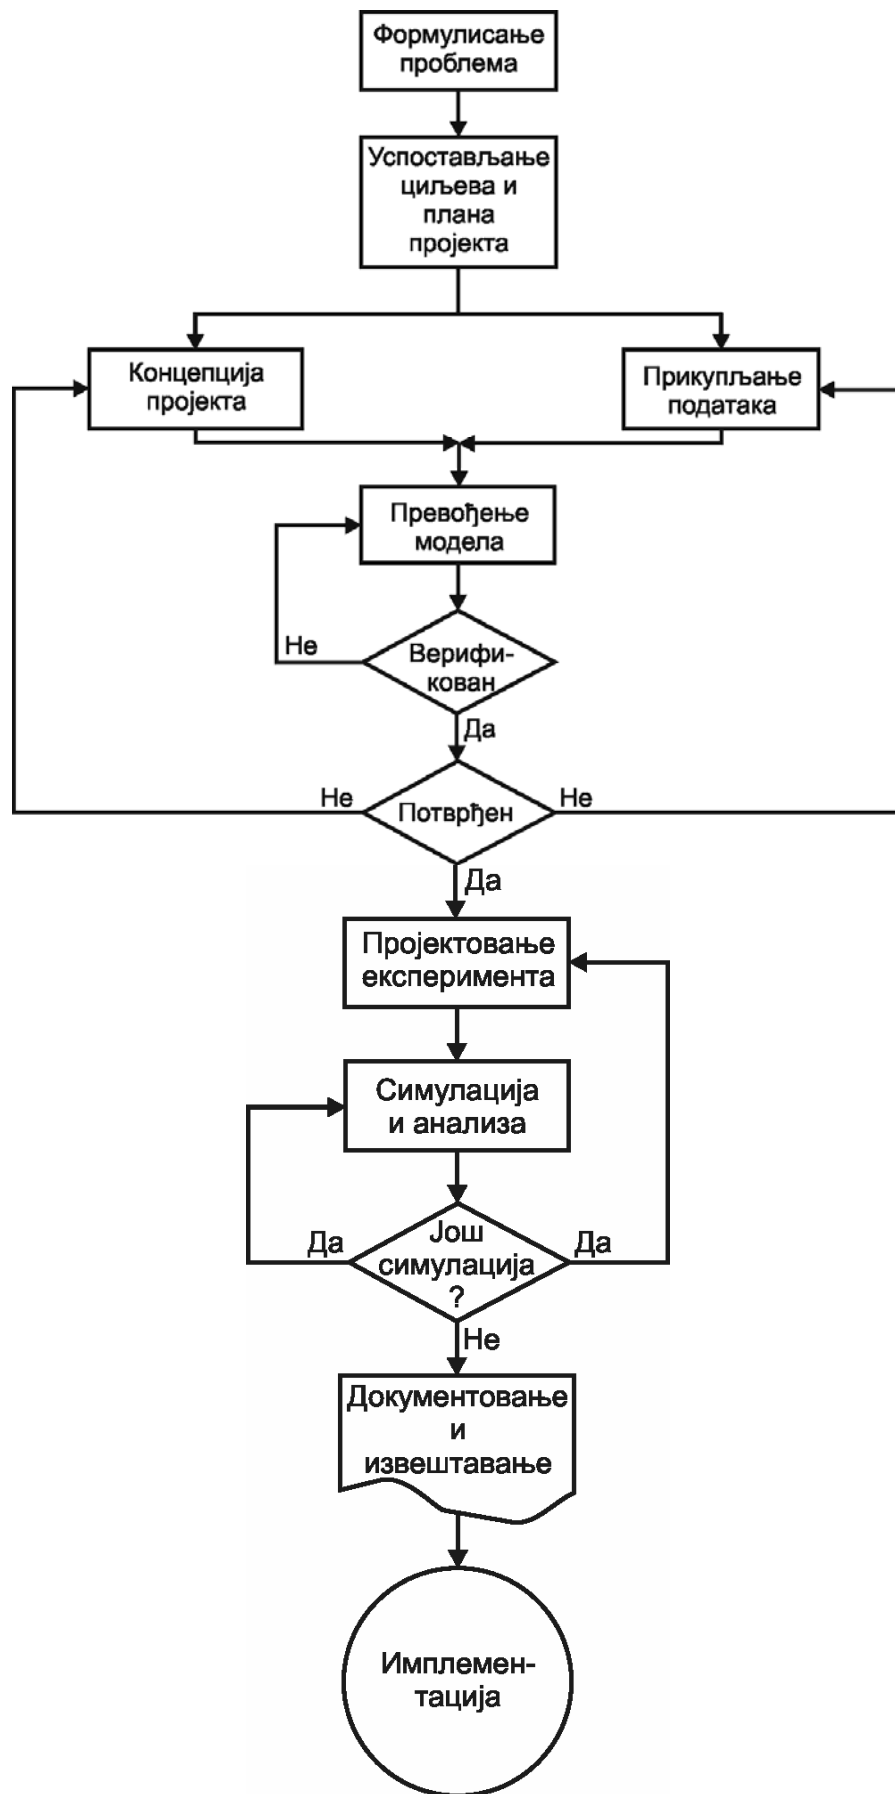 Формулисање
проблема
Успостављање
циљева и
плана
пројекта
Концепција
пројекта
Прикупљање
података
Превођење
модела
Не
Верифи-
кован
Да
Не
Потврђен
Не
Да
Пројектовање
експеримента
Симулација
и анализа
Да
Још
симулација
?
Да
Не
Документовање
и
извештавање
Имплемен-
тација